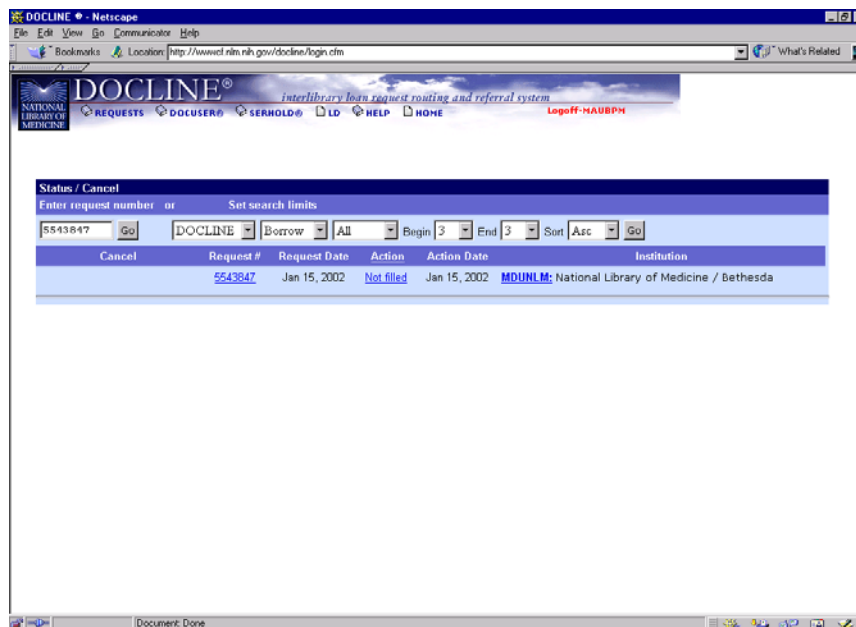 DOCLINE ® - Netscape
File Edit View Go Communicator Help
Bookmarks Location: http://wwwcf.nlm.nih.gov/docline/login.cfm What's Related
DOCLINE®
interlibrary loan request routing and referral system
NATIONAL LIBRARY OF MEDICINE
REQUESTS DOCUSER® SERHOLD® LD HELP HOME Logoff-MAUBPM
Status / Cancel
Enter request number or Set search limits
5543847 Go DOCLINE Borrow All Begin 3 End 3 Sort Asc Go
Cancel Request # Request Date Action Action Date Institution
5543847 Jan 15, 2002 Not filled Jan 15, 2002 MDUNLM: National Library of Medicine / Bethesda
Document: Done